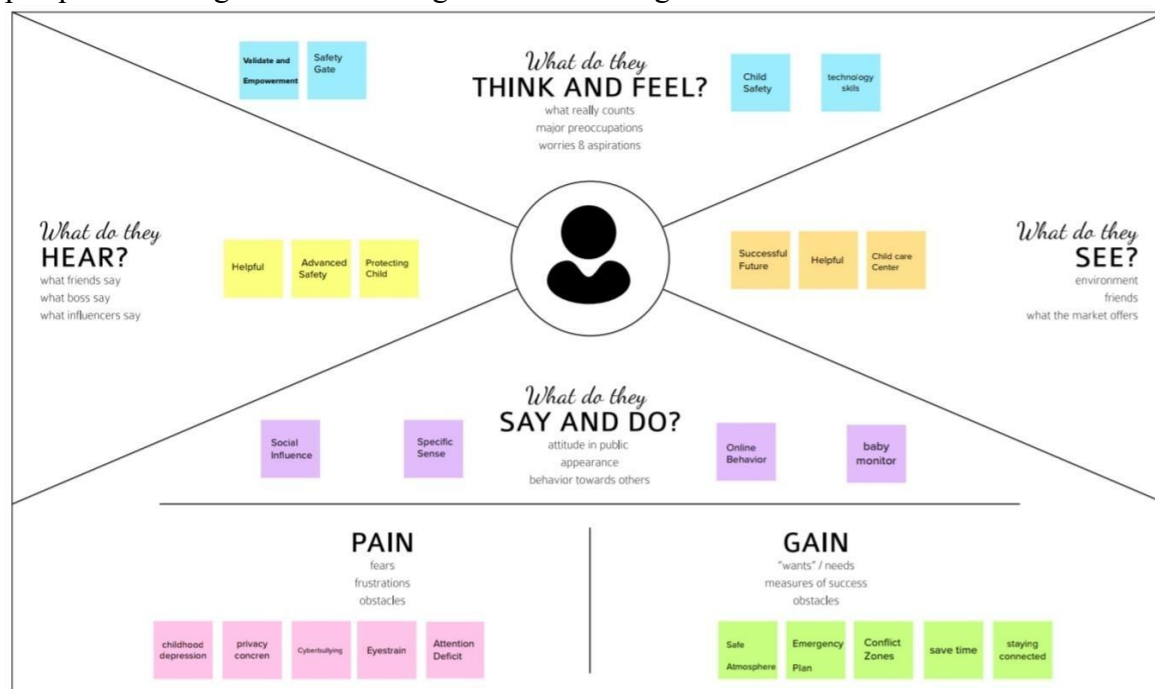 Validate and
Empowerment
Safety
Gate
What do they
THINK AND FEEL?
what really counts
major preoccupations
worries & aspirations
Child
Safety
technology
skils
What do they
HEAR?
what friends say
what boss say
what influencers say
Helpful
Advanced
Safety
Protecting
Child
Successful
Future
Helpful
Child care
Center
What do they
SEE?
environment
friends
what the market offers
Social
Influence
Specific
Sense
What do they
SAY AND DO?
attitude in public
appearance
behavior towards others
Online
Behavior
baby
monitor
PAIN
fears
frustrations
obstacles
childhood
depression
privacy
concren
Cyberbullying
Eyestrain
Attention
Deficit
GAIN
"wants" / needs
measures of success
obstacles
Safe
Atmosphere
Emergency
Plan
Conflict
Zones
save time
staying
connected